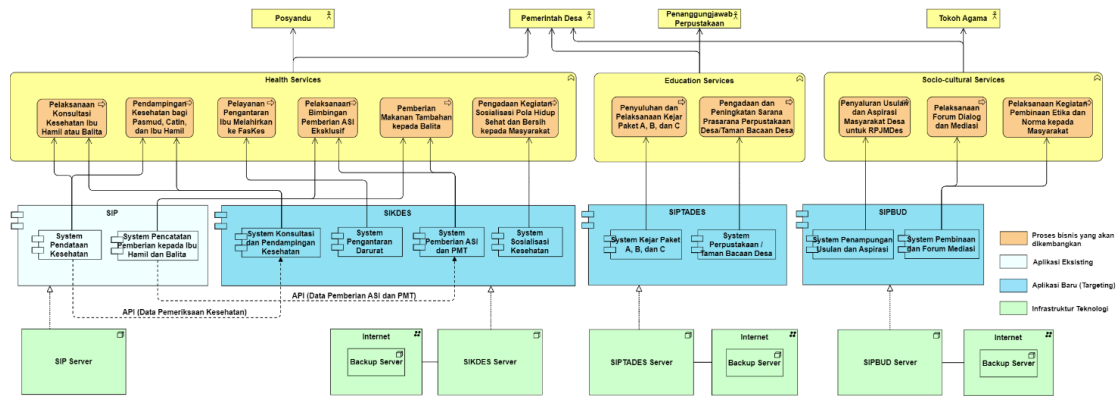 Posyandu
Pemerintah Desa
Penanggungjawab
Perpustakaan
Tokoh Agama
Health Services
Pelaksanaan
Konsultasi
Kesehatan Ibu
Hamil atau Balita
Pendampingan
Kesehatan bagi
Pasmud, Catin,
dan Ibu Hamil
Pelayanan
Pengantaran
Ibu Melahirkan
ke FasKes
Pelaksanaan
Bimbingan
Pemberian ASI
Eksklusif
Pemberian
Makanan Tambahan
kepada Balita
Pengadaan Kegiatan
Sosialisasi Pola Hidup
Sehat dan Bersih
kepada Masyarakat
Education Services
Penyuluhan dan
Pelaksanaan Kejar
Paket A, B, dan C
Pengadaan dan
Peningkatan Sarana
Prasarana Perpustakaan
Desa/Taman Bacaan Desa
Socio-cultural Services
Penyaluran Usulan
dan Aspirasi
Masyarakat Desa
untuk RPJMDes
Pelaksanaan
Forum Dialog
dan Mediasi
Pelaksanaan Kegiatan
Pembinaan Etika dan
Norma kepada
Masyarakat
SIP
System
Pendataan
Kesehatan
System Pencatatan
Pemberian kepada Ibu
Hamil dan Balita
SIKDES
System Konsultasi
dan Pendampingan
Kesehatan
System
Pengantaran
Darurat
System
Pemberian ASI
dan PMT
System
Sosialisasi
Kesehatan
SIPTADES
System Kejar Paket
A, B, dan C
System
Perpustakaan /
Taman Bacaan Desa
SIPBUD
System Penampungan
Usulan dan Aspirasi
System Pembinaan
dan Forum Mediasi
API (Data Pemberian ASI dan PMT)
API (Data Pemeriksaan Kesehatan)
Proses bisnis yang akan
dikembangkan
Aplikasi Eksisting
Aplikasi Baru (Targeting)
Infrastruktur Teknologi
SIP Server
Internet
Backup Server
SIKDES Server
SIPTADES Server
Internet
Backup Server
SIPBUD Server
Internet
Backup Server